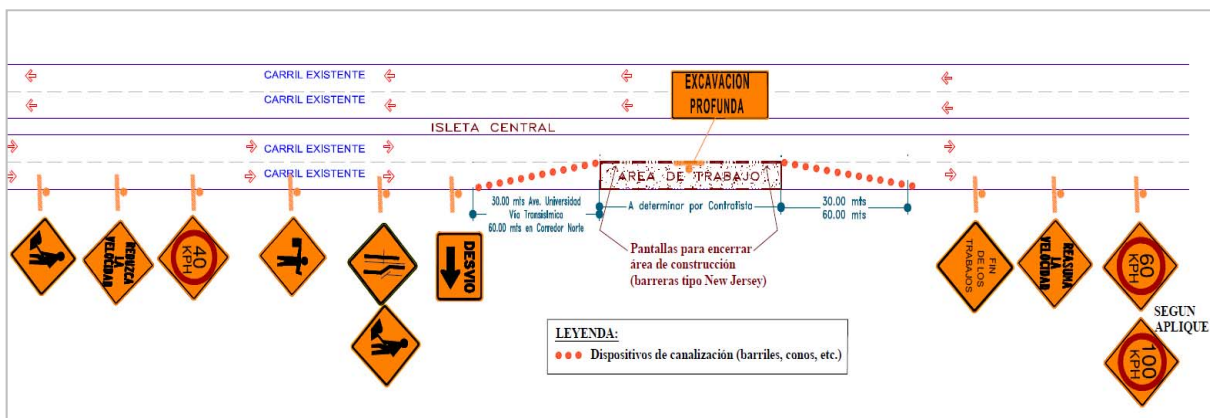 CARRIL EXISTENTE
CARRIL EXISTENTE
EXCAVACION
PROFUNDA
ISLETA CENTRAL
CARRIL EXISTENTE
CARRIL EXISTENTE
AREA DE TRABAJO
30.00 mts Ave. Universidad
Vía Transístmica
60.00 mts en Corredor Norte
A determinar por Contratista
30.00 mts
60.00 mts
REDUZCA
LA
VELOCIDAD
40
KPH
DESVIO
Pantallas para encerrar
área de construcción
(barreras tipo New Jersey)
FIN
DE LOS
TRABAJOS
REASUMA
LA
VELOCIDAD
60
KPH
SEGUN
APLIQUE
100
KPH
LEYENDA:
Dispositivos de canalización (barriles, conos, etc.)